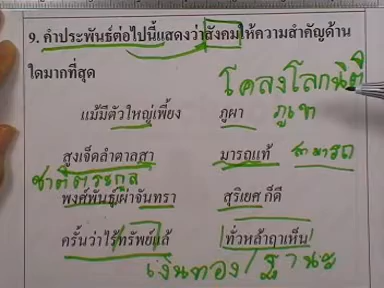 9. คำประพันธ์ต่อไปนี้แสดงว่าสังคมให้ความสำคัญด้าน
ใดมากที่สุด
โคลงโลกนิติ
แม้มีตัวใหญ่เพี้ยง ภูผา ภูเขา
สูงเจ็ดลำตาลสา มารถแท้ สามารถ
ชาติตระกูล
พงศ์พันธุ์ผ่าจันทรา สุริเยศ ก็ดี
ครั้นว่าไร้ทรัพย์แล้ ทั่วหล้าฤาเห็น
เงินทอง/ฐานะ